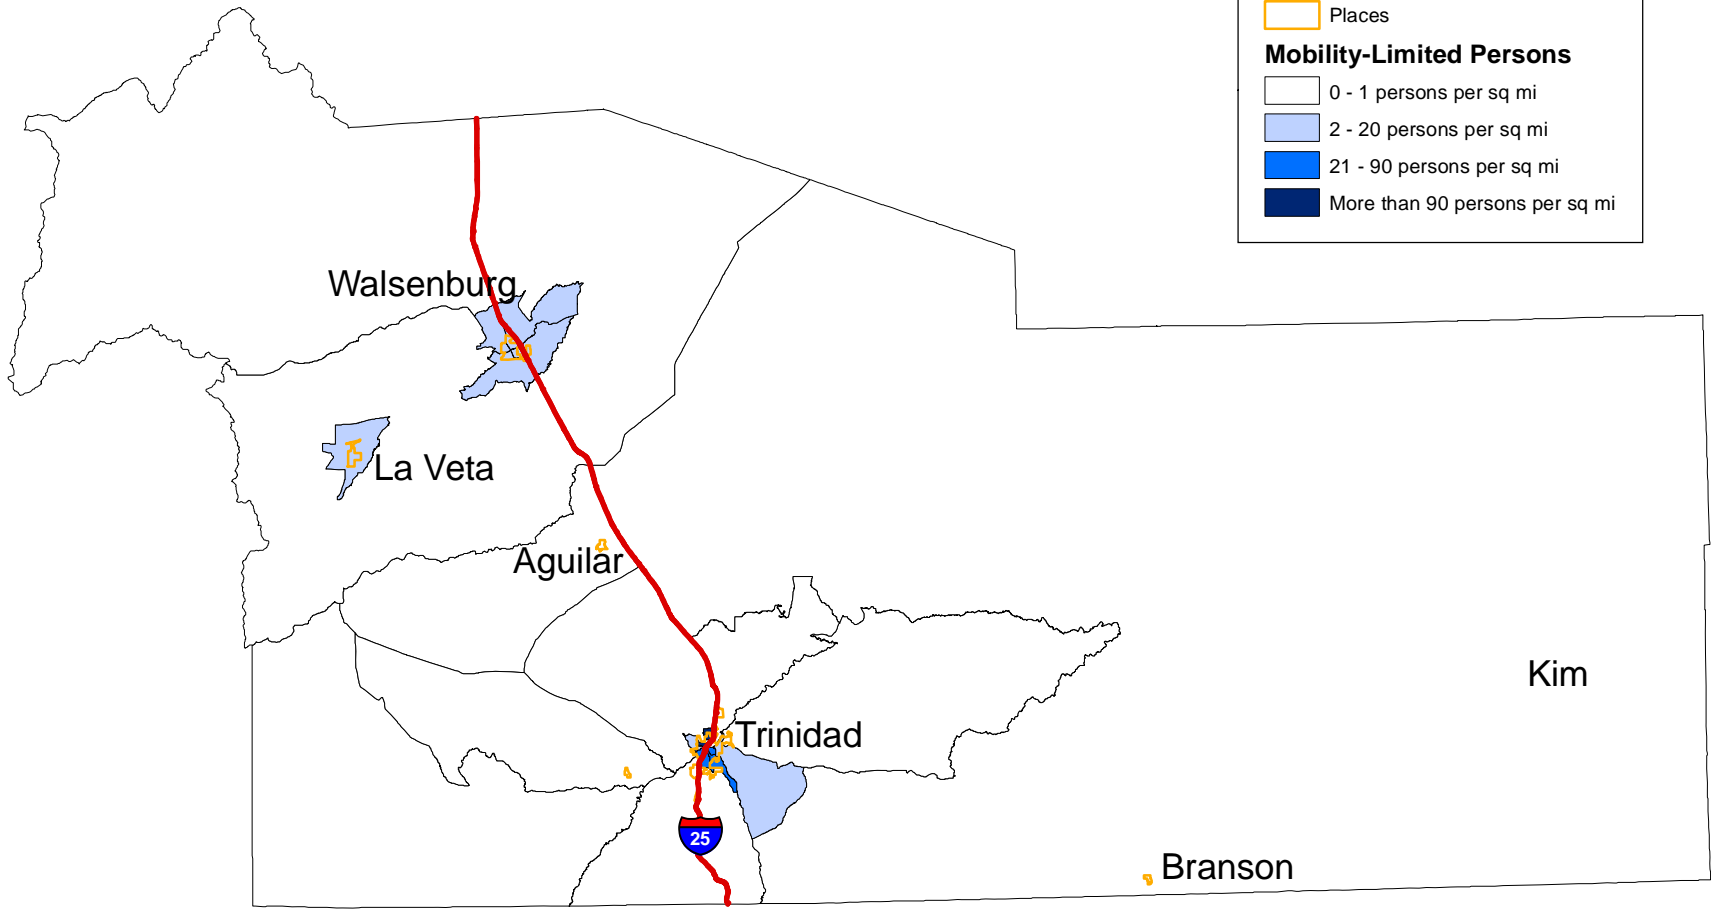 Places
Mobility-Limited Persons
0 - 1 persons per sq mi
2 - 20 persons per sq mi
21 - 90 persons per sq mi
More than 90 persons per sq mi
Walsenburg
La Veta
Aguilar
Kim
Trinidad
25
Branson